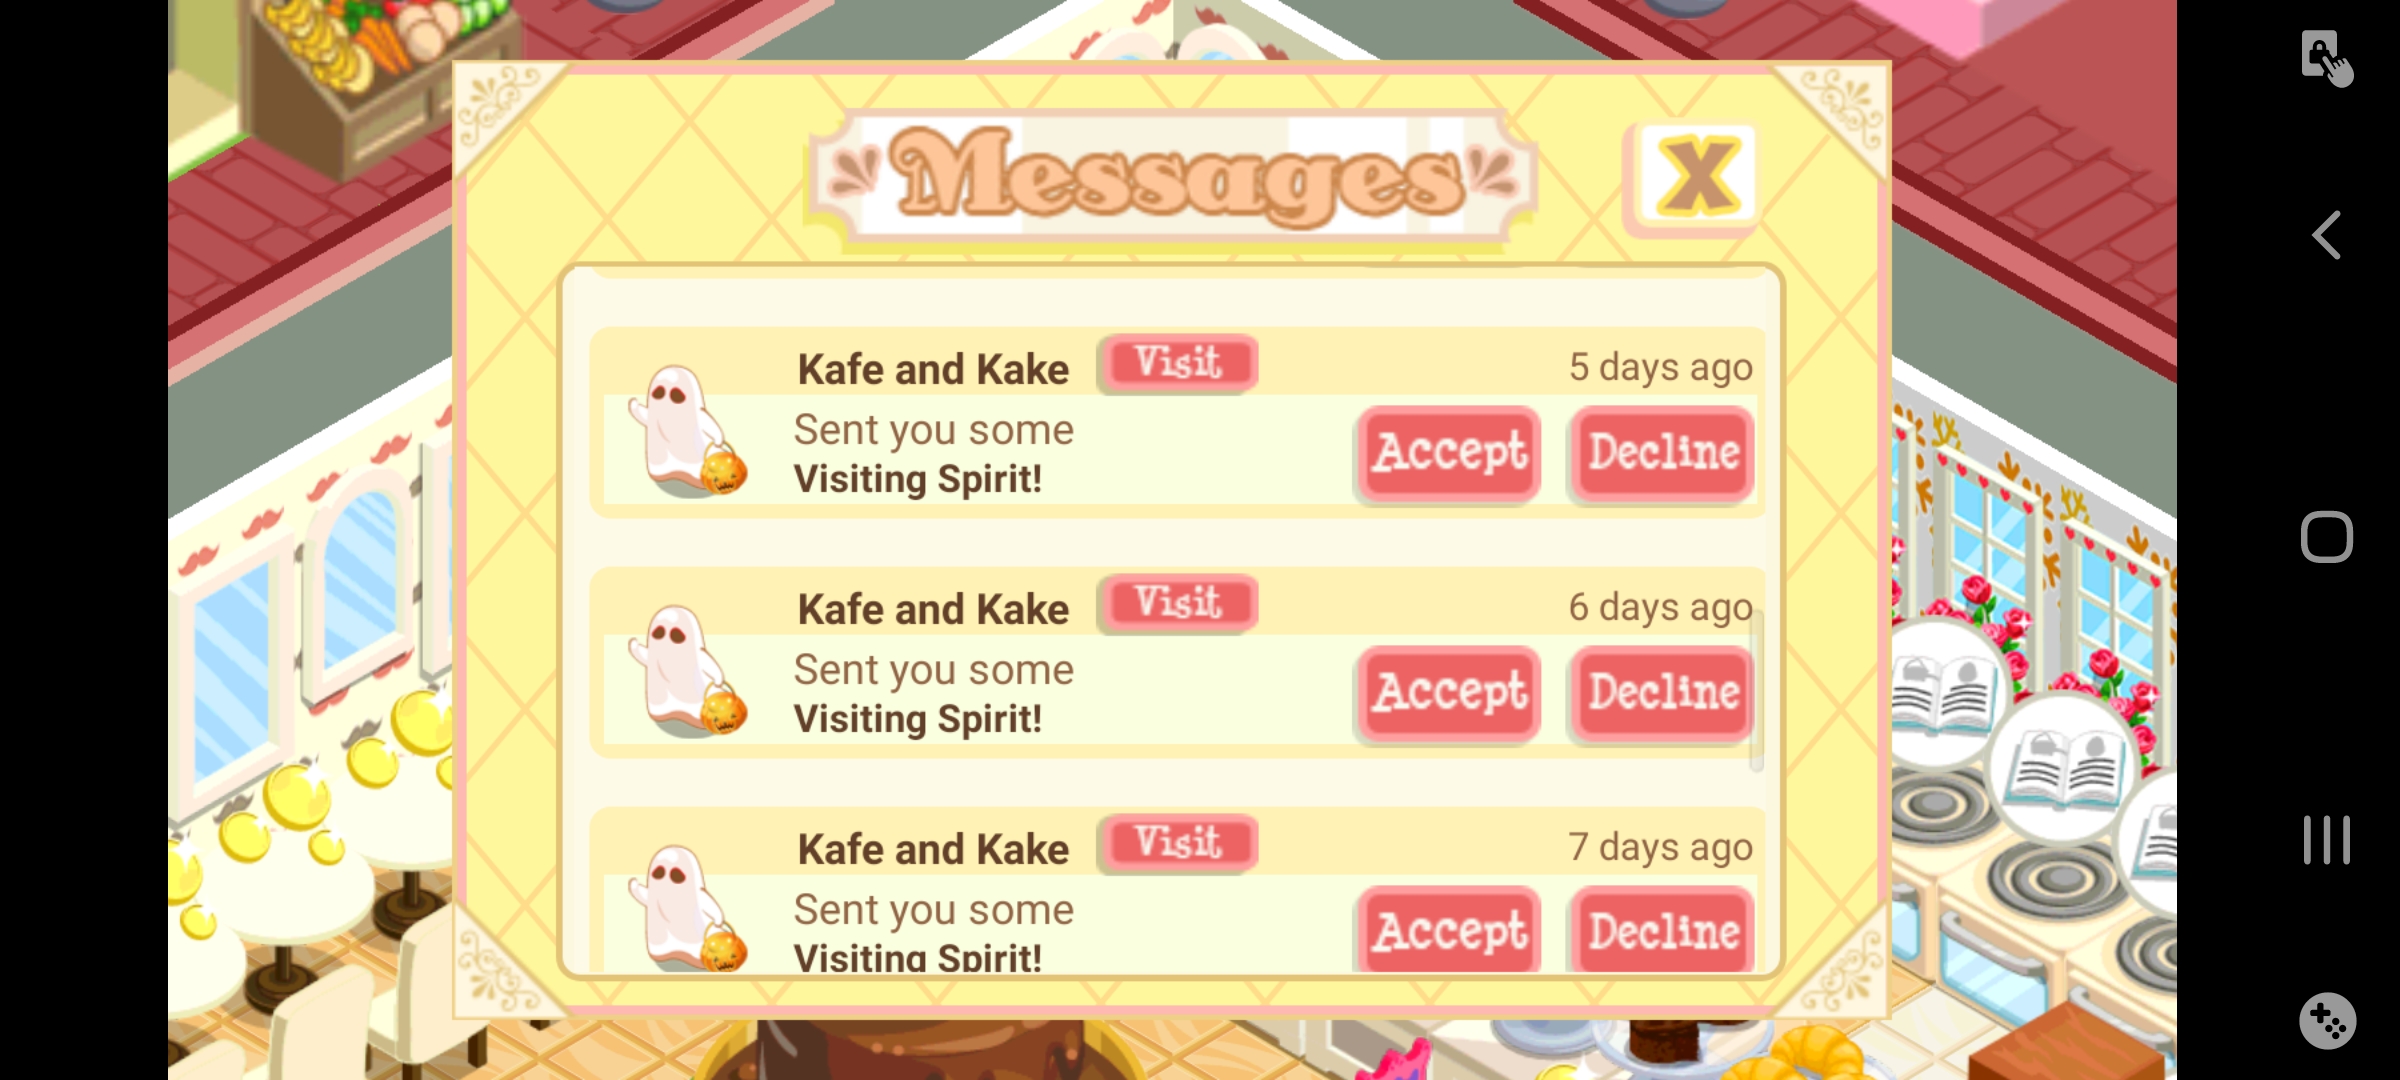 Messages
X
Kafe and Kake Visit 5 days ago
Sent you some
Visiting Spirit!
Accept Decline
Kafe and Kake Visit 6 days ago
Sent you some
Visiting Spirit!
Accept Decline
Kafe and Kake Visit 7 days ago
Sent you some
Visiting Spirit!
Accept Decline